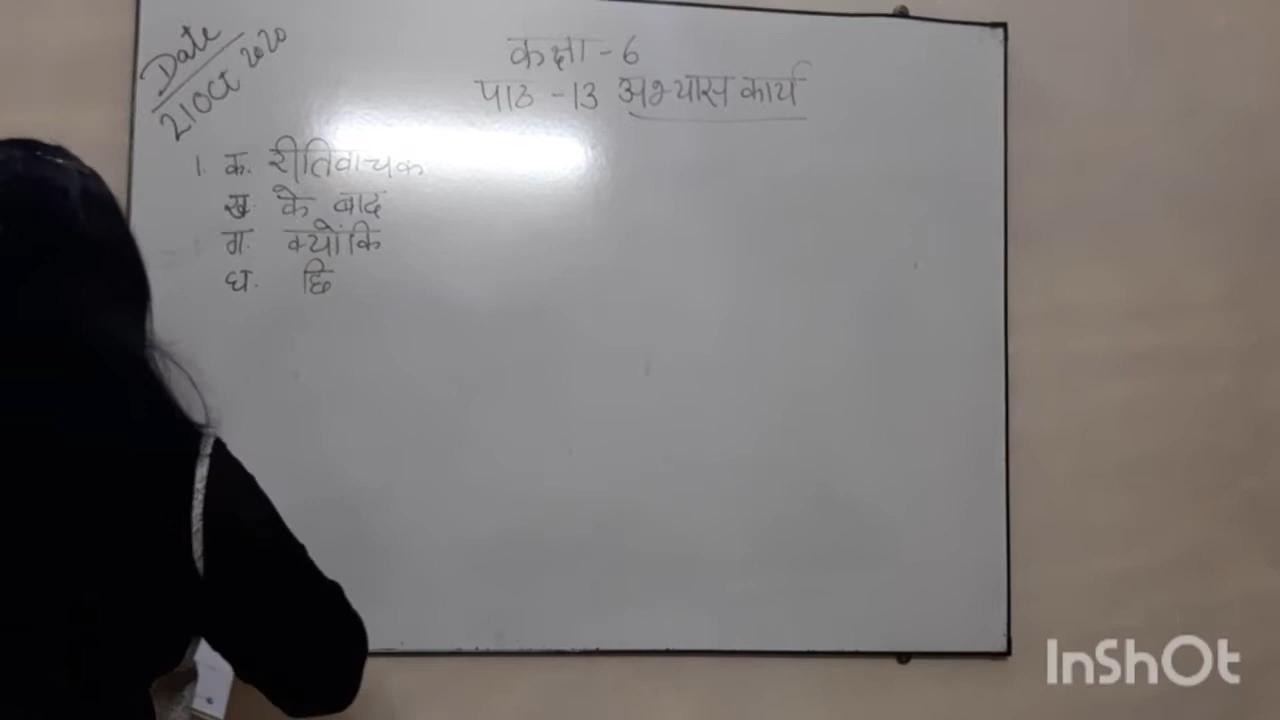 Date
21 Oct 2020
कक्षा - 6
पाठ - 13 अभ्यास कार्य
1. क. रीतिवाचक
ख. के बाद
ग. क्योंकि
घ. छि
InShOt